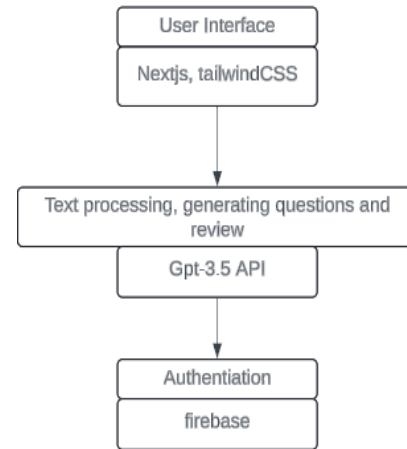 User Interface
Nextjs, tailwindCSS
Text processing, generating questions and
review
Gpt-3.5 API
Authentiation
firebase